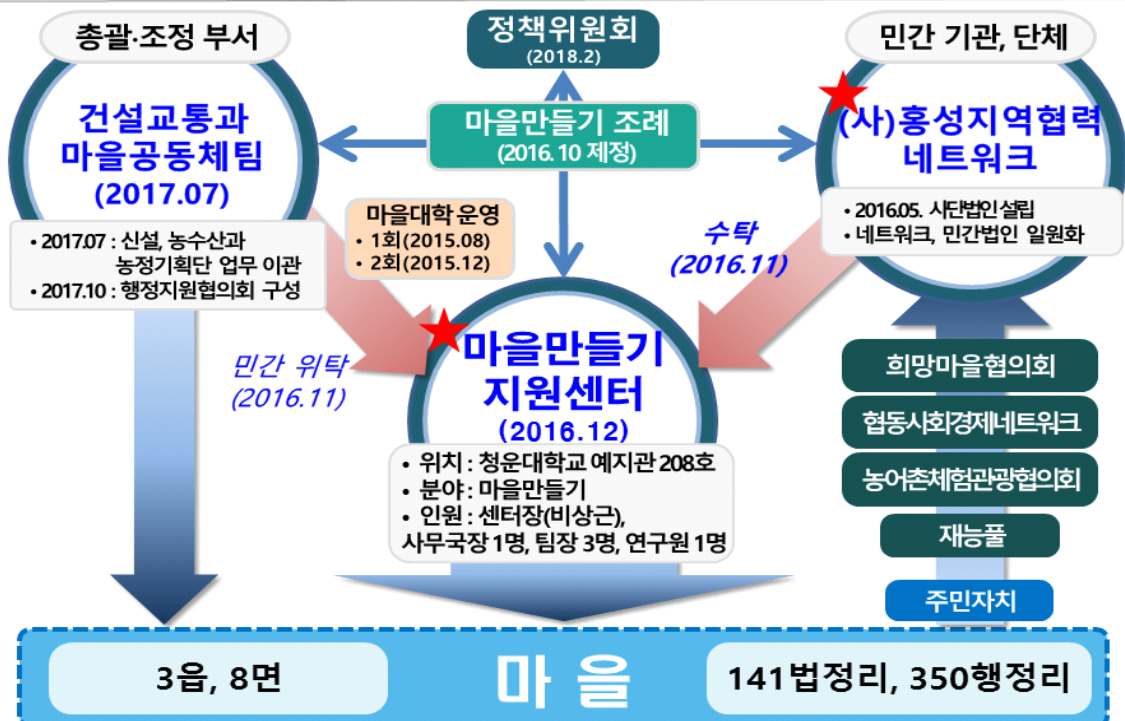 총괄·조정 부서
건설교통과
마을공동체팀
(2017.07)
• 2017.07 : 신설, 농수산과
농정기획단 업무 이관
• 2017.10 : 행정지원협의회 구성
정책위원회
(2018.2)
마을만들기 조례
(2016. 10 제정)
마을대학 운영
• 1회(2015.08)
• 2회(2015.12)
민간 기관, 단체
(사)홍성지역협력
네트워크
• 2016.05. 사단법인 설립
• 네트워크, 민간법인 일원화
민간 위탁
(2016.11)
수탁
(2016.11)
마을만들기
지원센터
(2016.12)
• 위치 : 청운대학교 예지관 208호
• 분야 : 마을만들기
• 인원 : 센터장(비상근),
사무국장 1명, 팀장 3명, 연구원 1명
희망마을협의회
협동사회경제네트워크
농어촌체험관광협의회
재능풀
주민자치
3읍, 8면
마을
141법정리, 350행정리